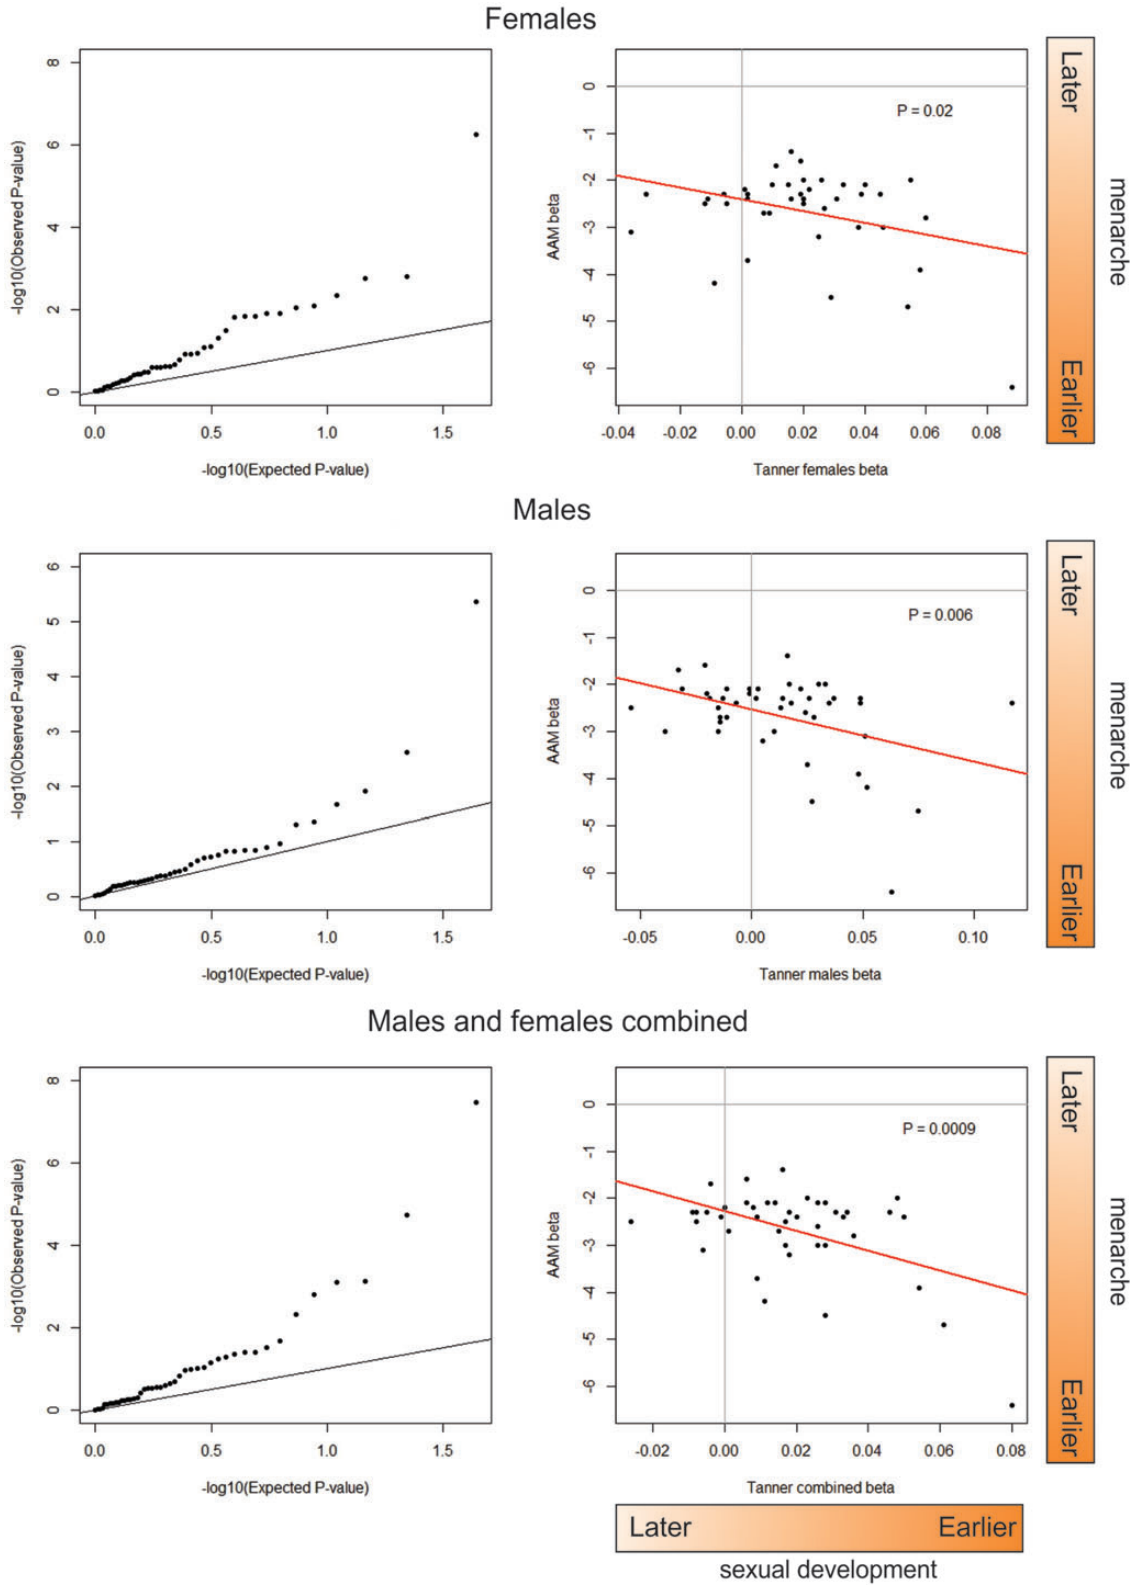 Females
-log10(Observed P-value)
8
6
4
2
0
0.0 0.5 1.0 1.5
-log10(Expected P-value)
AAM beta
0
-1
-2
-3
-4
-5
-6
P = 0.02
-0.04 -0.02 0.00 0.02 0.04 0.06 0.08
Tanner females beta
Later
Earlier
menarche
Males
-log10(Observed P-value)
6
5
4
3
2
1
0
0.0 0.5 1.0 1.5
-log10(Expected P-value)
AAM beta
0
-1
-2
-3
-4
-5
-6
P = 0.006
-0.05 0.00 0.05 0.10
Tanner males beta
Later
Earlier
menarche
Males and females combined
-log10(Observed P-value)
8
6
4
2
0
0.0 0.5 1.0 1.5
-log10(Expected P-value)
AAM beta
0
-1
-2
-3
-4
-5
-6
P = 0.0009
-0.02 0.00 0.02 0.04 0.06 0.08
Tanner combined beta
Later
Earlier
menarche
Later Earlier
sexual development